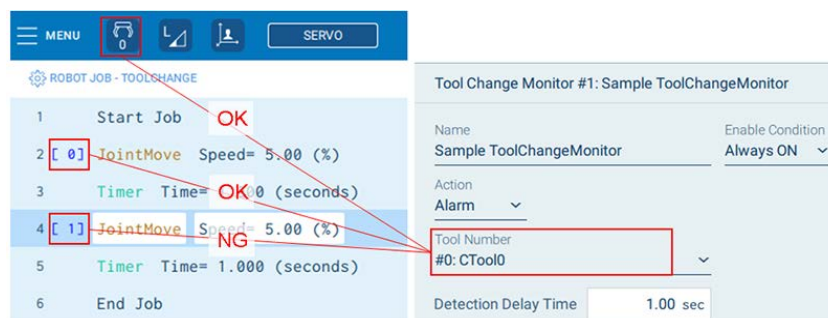 MENU 0 L SERVO
ROBOT JOB - TOOLCHANGE
1 Start Job OK
2 [ 0] JointMove Speed= 5.00 (%)
3 Timer Time= OK 0 (seconds)
4 [ 1] JointMove Speed= 5.00 (%)
NG
5 Timer Time= 1.000 (seconds)
6 End Job
Tool Change Monitor #1: Sample ToolChangeMonitor
Name Enable Condition
Sample ToolChangeMonitor Always ON
Action
Alarm
Tool Number
#0: CTool0
Detection Delay Time 1.00 sec